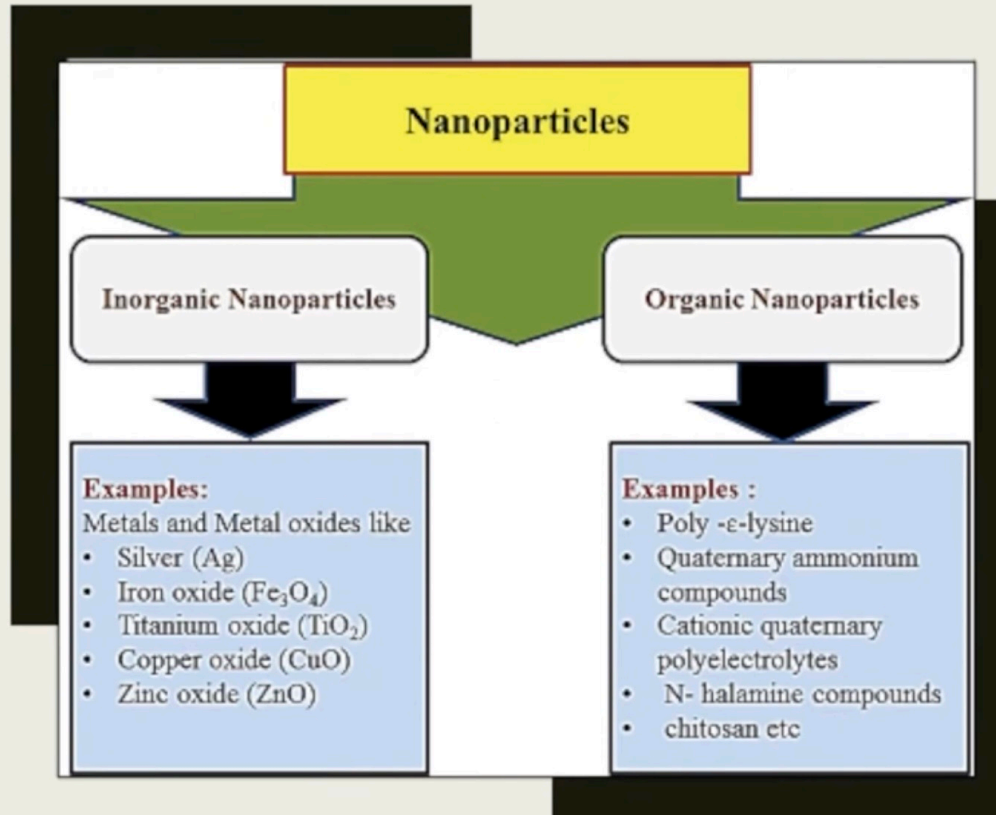 Nanoparticles
Inorganic Nanoparticles
Examples:
Metals and Metal oxides like
• Silver (Ag)
• Iron oxide (Fe₃O₄)
• Titanium oxide (TiO₂)
• Copper oxide (CuO)
• Zinc oxide (ZnO)
Organic Nanoparticles
Examples :
• Poly -ε-lysine
• Quaternary ammonium
compounds
• Cationic quaternary
polyelectrolytes
• N- halamine compounds
• chitosan etc